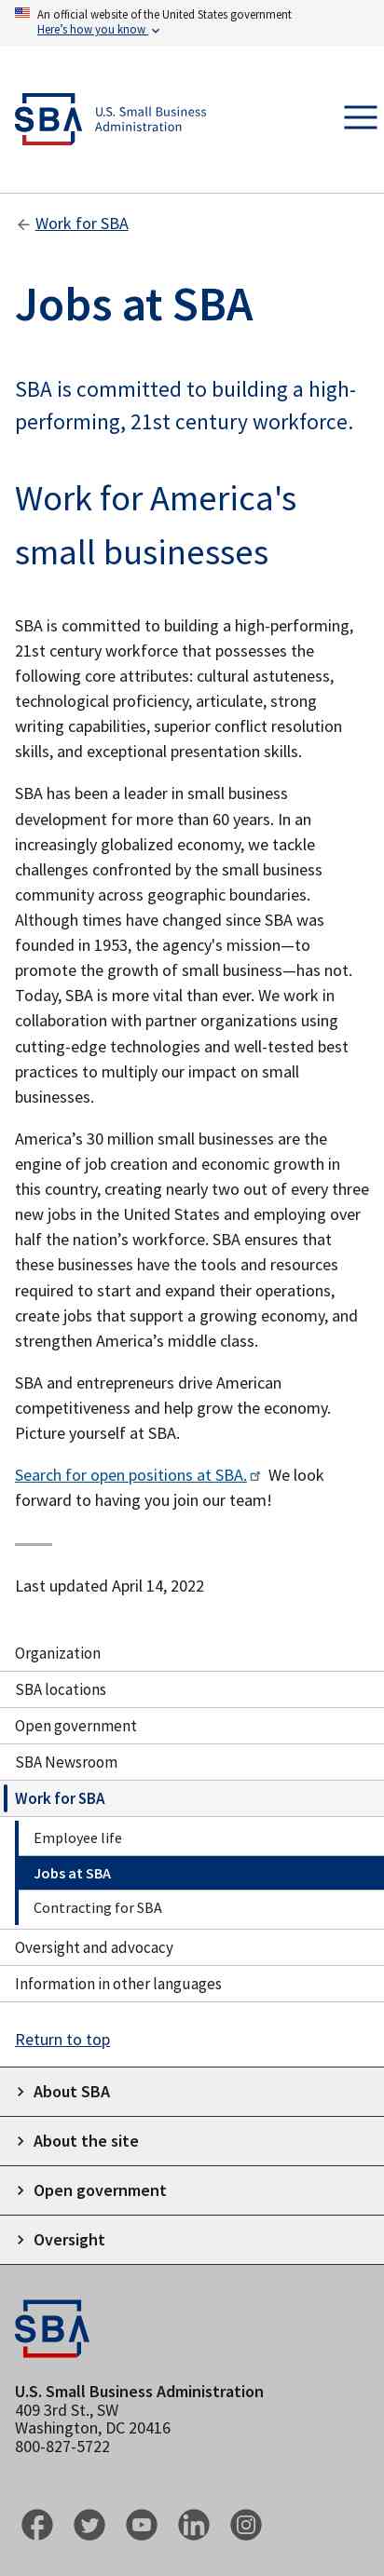 An official website of the United States government
Here's how you know
SBA
U.S. Small Business
Administration
Work for SBA
Jobs at SBA
SBA is committed to building a high-
performing, 21st century workforce.
Work for America's
small businesses
SBA is committed to building a high-performing,
21st century workforce that possesses the
following core attributes: cultural astuteness,
technological proficiency, articulate, strong
writing capabilities, superior conflict resolution
skills, and exceptional presentation skills.
SBA has been a leader in small business
development for more than 60 years. In an
increasingly globalized economy, we tackle
challenges confronted by the small business
community across geographic boundaries.
Although times have changed since SBA was
founded in 1953, the agency's mission—to
promote the growth of small business—has not.
Today, SBA is more vital than ever. We work in
collaboration with partner organizations using
cutting-edge technologies and well-tested best
practices to multiply our impact on small
businesses.
America’s 30 million small businesses are the
engine of job creation and economic growth in
this country, creating nearly two out of every three
new jobs in the United States and employing over
half the nation’s workforce. SBA ensures that
these businesses have the tools and resources
required to start and expand their operations,
create jobs that support a growing economy, and
strengthen America’s middle class.
SBA and entrepreneurs drive American
competitiveness and help grow the economy.
Picture yourself at SBA.
Search for open positions at SBA. We look
forward to having you join our team!
Last updated April 14, 2022
Organization
SBA locations
Open government
SBA Newsroom
Work for SBA
Employee life
Jobs at SBA
Contracting for SBA
Oversight and advocacy
Information in other languages
Return to top
About SBA
About the site
Open government
Oversight
SBA
U.S. Small Business Administration
409 3rd St., SW
Washington, DC 20416
800-827-5722